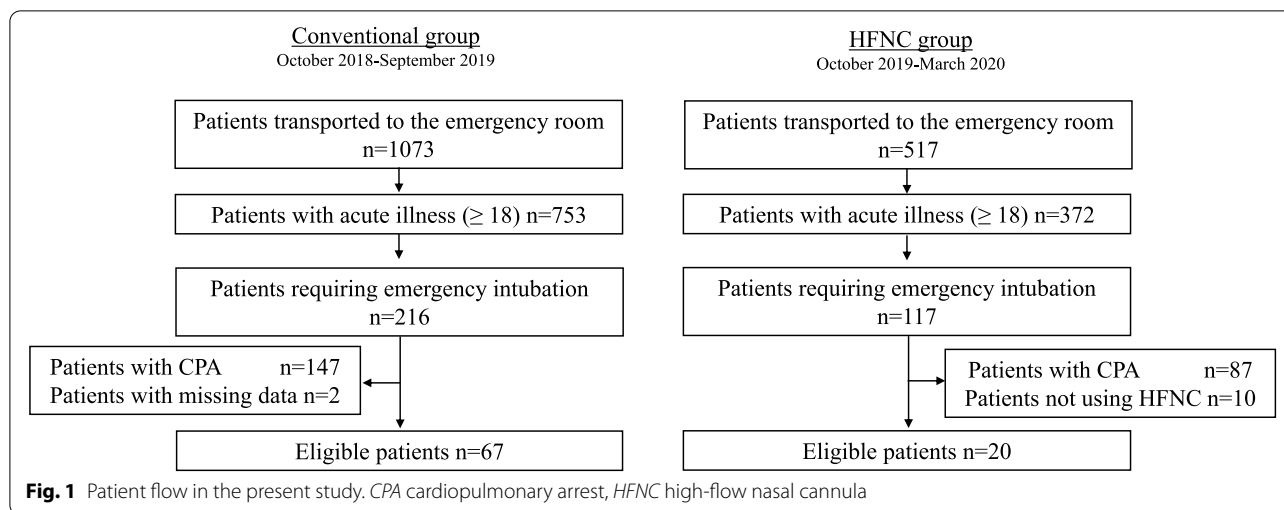 Conventional group
October 2018-September 2019
Patients transported to the emergency room
n=1073
Patients with acute illness (≥ 18) n=753
Patients requiring emergency intubation
n=216
Patients with CPA n=147
Patients with missing data n=2
Eligible patients n=67
HFNC group
October 2019-March 2020
Patients transported to the emergency room
n=517
Patients with acute illness (≥ 18) n=372
Patients requiring emergency intubation
n=117
Patients with CPA n=87
Patients not using HFNC n=10
Eligible patients n=20
Fig. 1 Patient flow in the present study. CPA cardiopulmonary arrest, HFNC high-flow nasal cannula